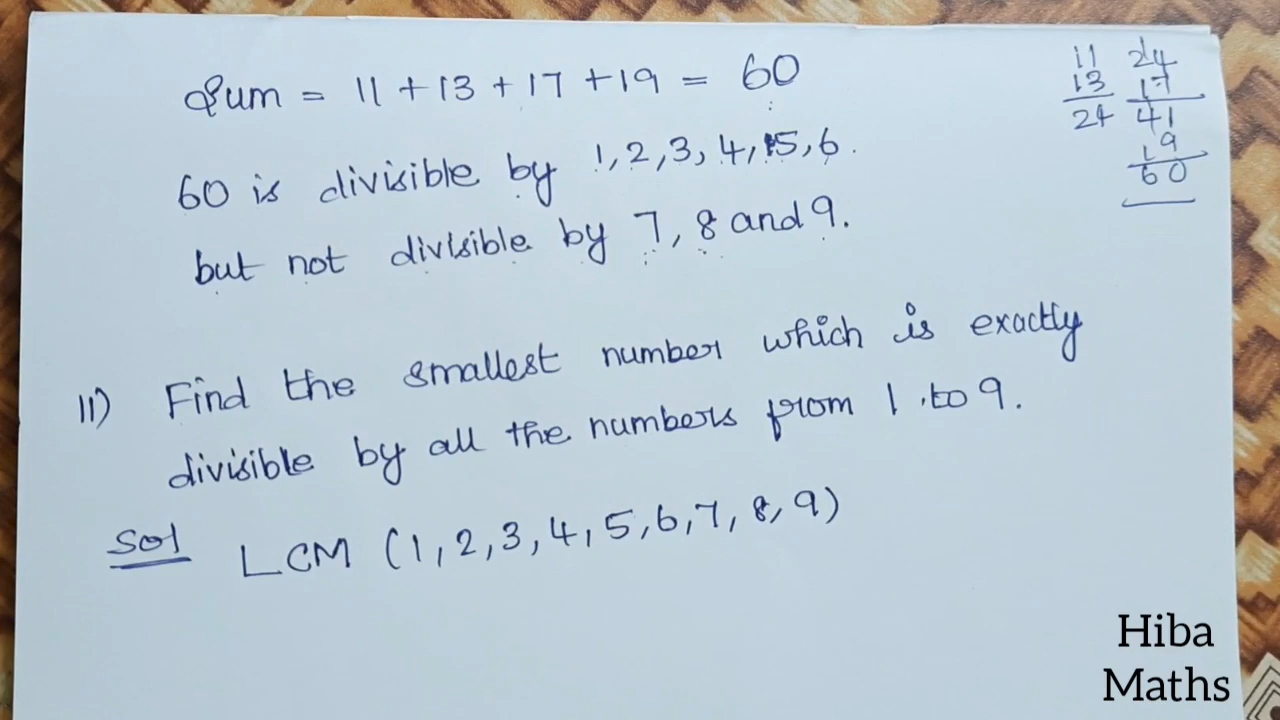 Sum = 11 + 13 + 17 + 19 = 60
60 is divisible by 1, 2, 3, 4, 5, 6.
but not divisible by 7, 8 and 9.
11) Find the smallest number which is exactly
divisible by all the numbers from 1 to 9.
Sol LCM (1, 2, 3, 4, 5, 6, 7, 8, 9)
11 24
13 17
24 41
19
60
Hiba
Maths